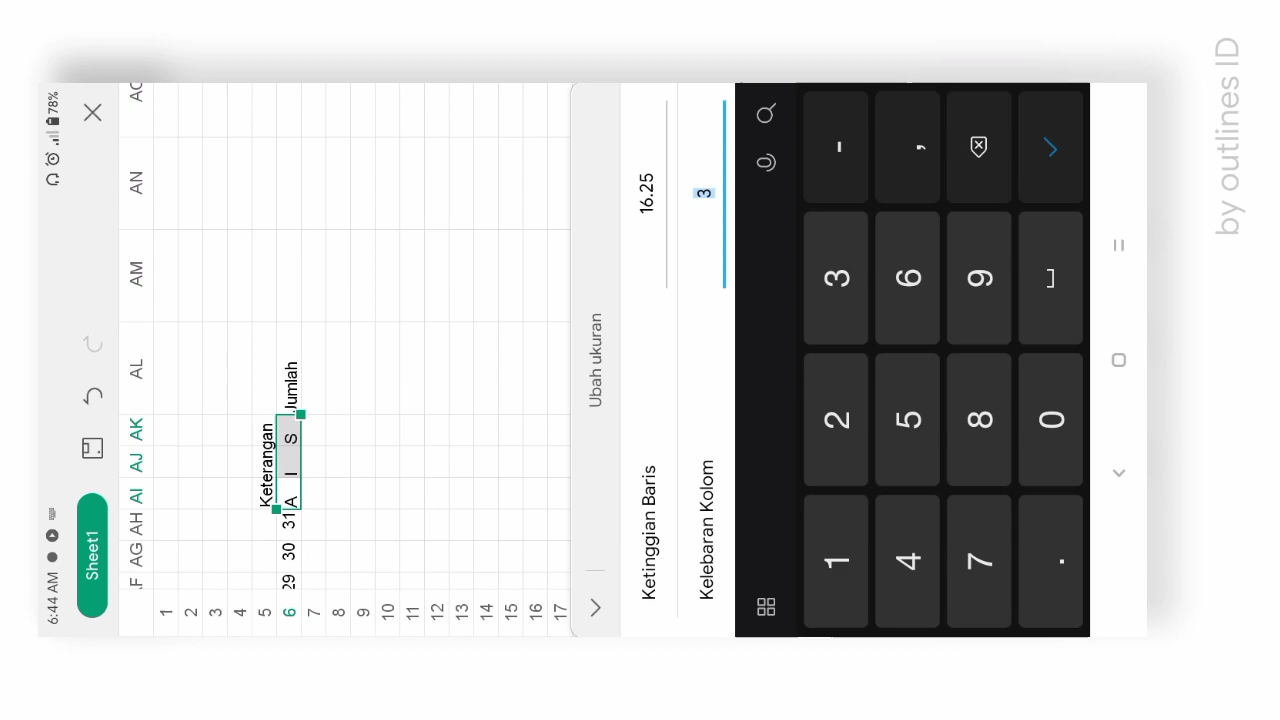 6:44 AM
78%
Sheet1
AG AH AI AJ AK AL AM AN
1
2
3
4
5 Keterangan
6 29 30 31 A I S Jumlah
7
8
9
10
11
12
13
14
15
16
17
Ubah ukuran
Ketinggian Baris 16.25
Kelebaran Kolom 3
1 2 3 -
4 5 6 ,
7 8 9
. 0
by outlines ID